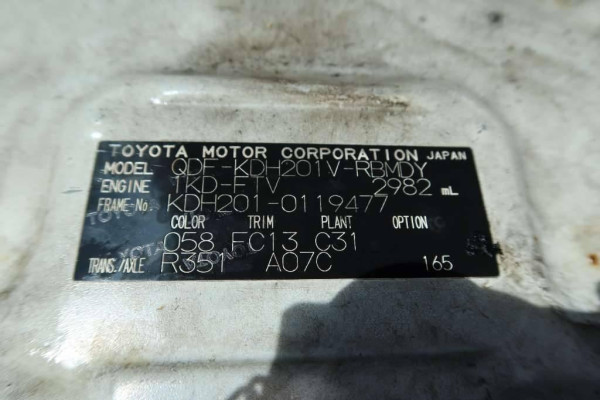 TOYOTA MOTOR CORPORATION JAPAN
MODEL QDF-KDH201V-RBMDY
ENGINE 1KD-FTV 2982 mL
FRAME-No. KDH201-0119477
COLOR TRIM PLANT OPTION
058 FC13 C31
TRANS./AXLE R351 A07C 165